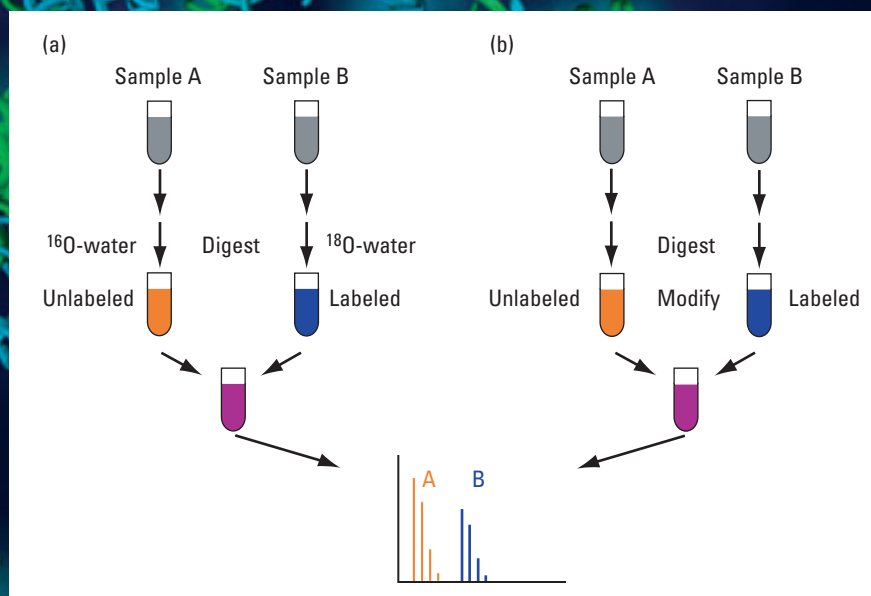 (a)
Sample A Sample B
¹⁶O-water Digest ¹⁸O-water
Unlabeled Labeled
(b)
Sample A Sample B
Digest
Unlabeled Modify Labeled
A B